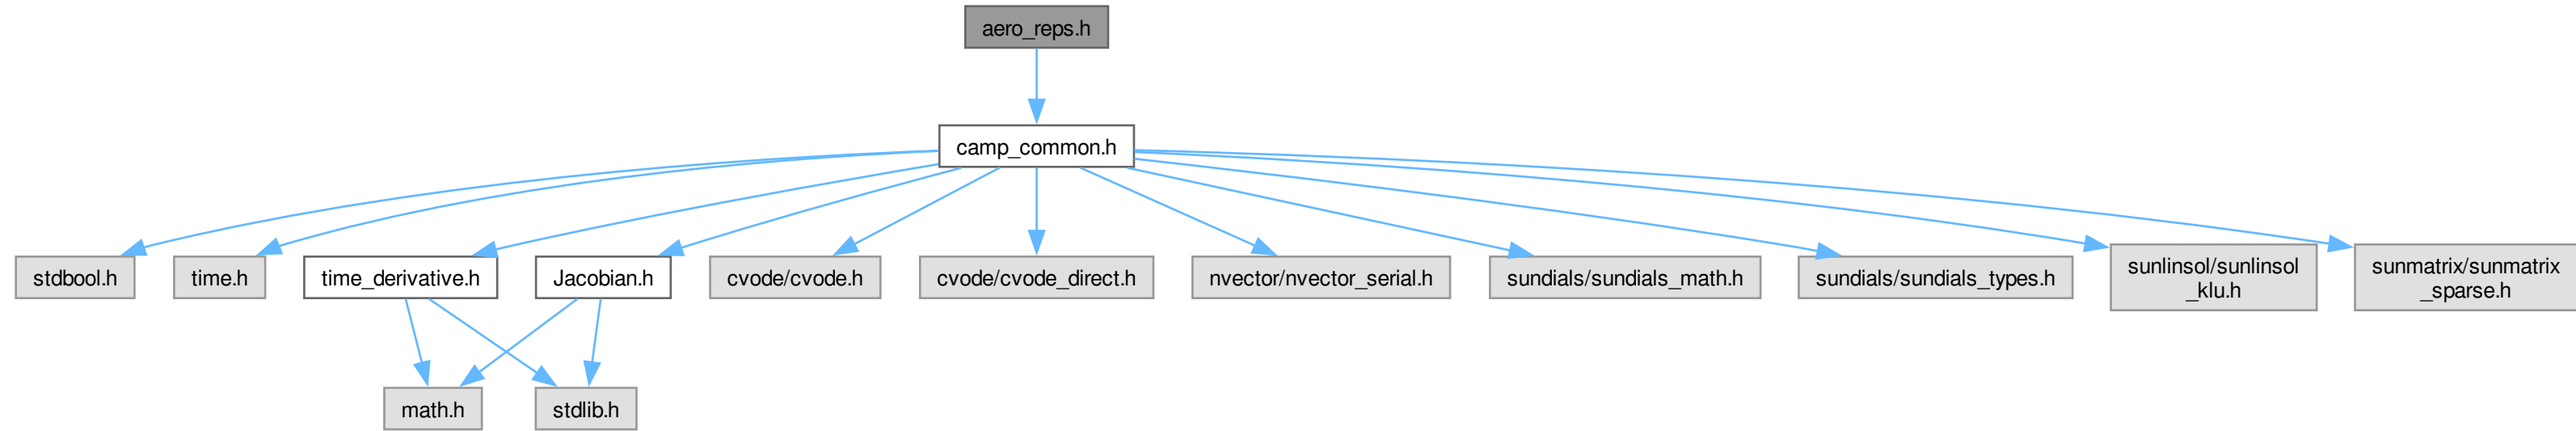 aero_reps.h
camp_common.h
stdbool.h
time.h
time_derivative.h
Jacobian.h
cvode/cvode.h
cvode/cvode_direct.h
nvector/nvector_serial.h
sundials/sundials_math.h
sundials/sundials_types.h
sunlinsol/sunlinsol
_klu.h
sunmatrix/sunmatrix
_sparse.h
math.h
stdlib.h